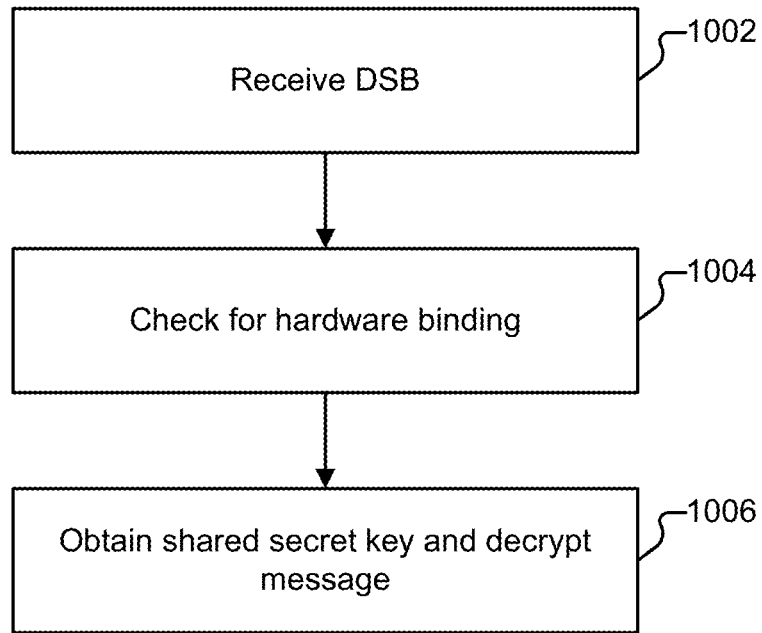 1002
Receive DSB
1004
Check for hardware binding
1006
Obtain shared secret key and decrypt
message